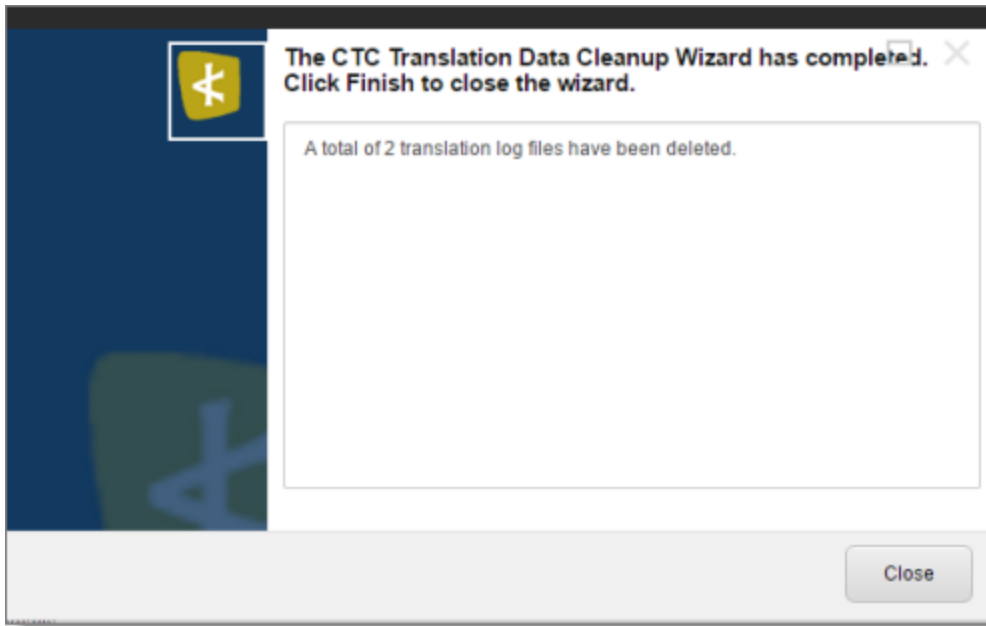 The CTC Translation Data Cleanup Wizard has completed.
Click Finish to close the wizard.
A total of 2 translation log files have been deleted.
Close